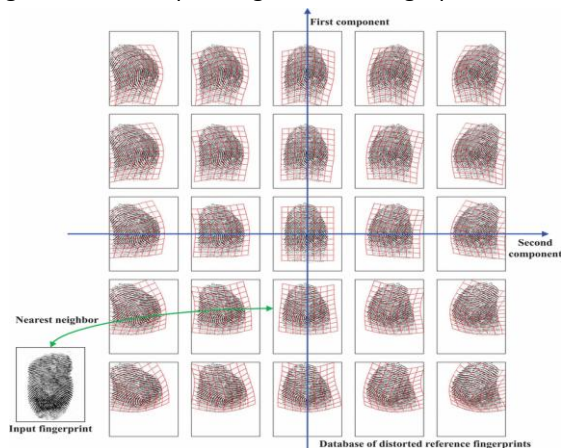 First component
Second
component
Nearest neighbor
Input fingerprint
Database of distorted reference fingerprints